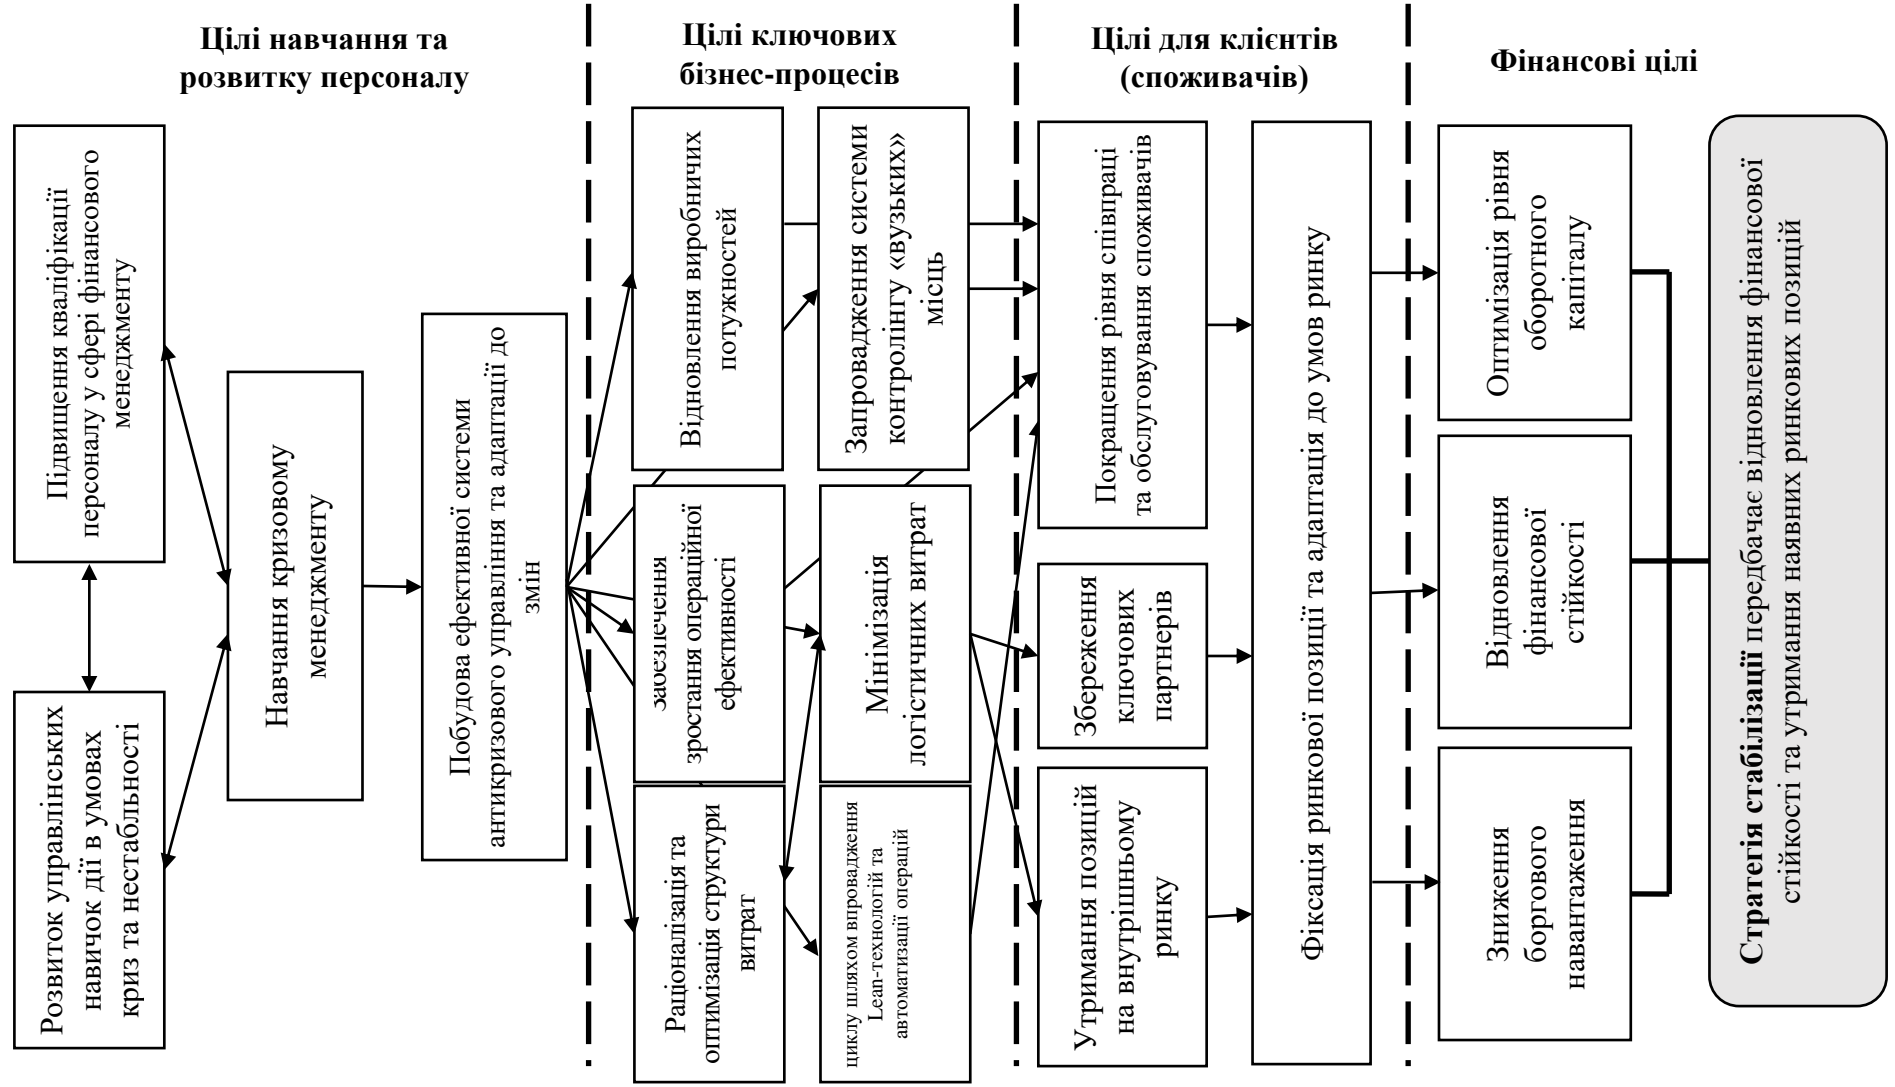 Цілі навчання та
розвитку персоналу
Цілі ключових
бізнес-процесів
Цілі для клієнтів
(споживачів)
Фінансові цілі
Підвищення кваліфікації
персоналу у сфері фінансового
менеджменту
Розвиток управлінських
навичок дії в умовах
криз та нестабільності
Навчання кризовому
менеджменту
Побудова ефективної системи
антикризового управління та адаптації до
змін
Відновлення виробничих
потужностей
зростання операційної
ефективності
Раціоналізація та
оптимізація структури
витрат
Запровадження системи
контролінгу «вузьких»
місць
Мінімізація
логістичних витрат
циклу шляхом впровадження
Lean-технологій та
автоматизації операцій
Покращення рівня співпраці
та обслуговування споживачів
Збереження
ключових
партнерів
Утримання позицій
на внутрішньому
ринку
Фіксація ринкової позиції та адаптація до умов ринку
Оптимізація рівня
оборотного
капіталу
Відновлення
фінансової
стійкості
Зниження
боргового
навантаження
Стратегія стабілізації передбачає відновлення фінансової
стійкості та утримання наявних ринкових позицій